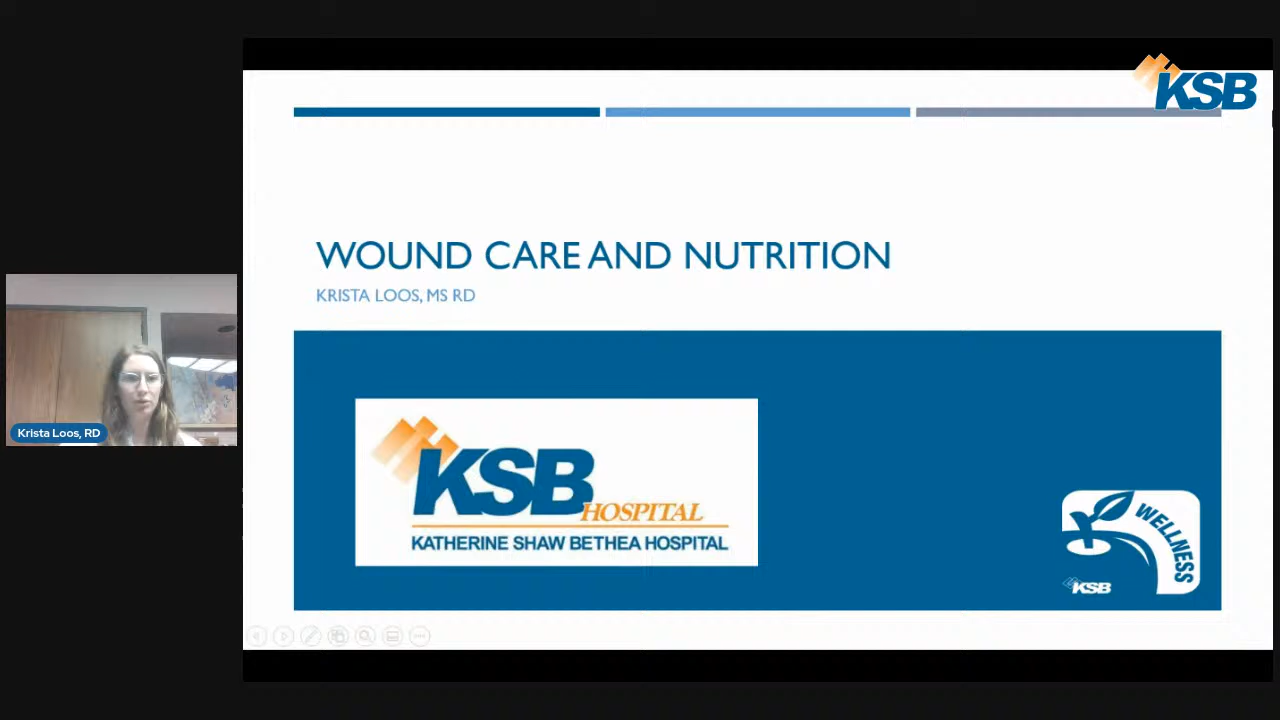 KSB
WOUND CARE AND NUTRITION
KRISTA LOOS, MS RD
Krista Loos, RD
KSB
HOSPITAL
KATHERINE SHAW BETHEA HOSPITAL
WELLNESS
KSB